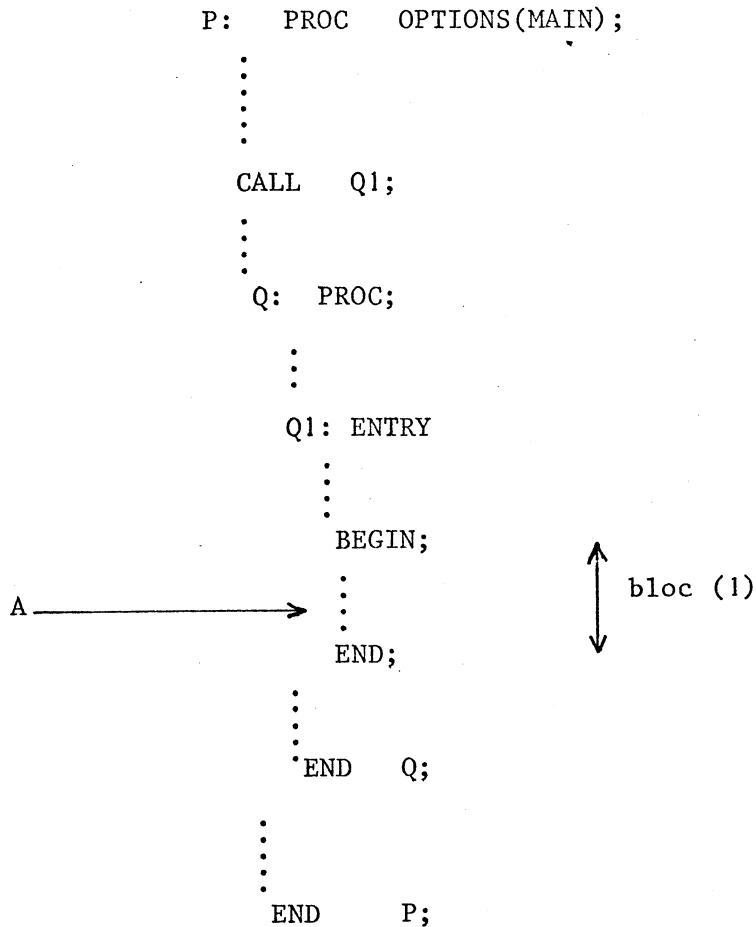 P: PROC OPTIONS(MAIN);
CALL Q1;
Q: PROC;
Q1: ENTRY
BEGIN;
bloc (1)
A
END;
END Q;
END P;